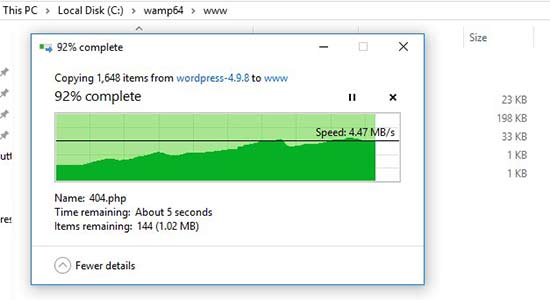 This PC > Local Disk (C:) > wamp64 > www
Size
92% complete
Copying 1,648 items from wordpress-4.9.8 to www
92% complete
Speed: 4.47 MB/s
Name: 404.php
Time remaining: About 5 seconds
Items remaining: 144 (1.02 MB)
Fewer details
23 KB
198 KB
33 KB
1 KB
1 KB
utt
res